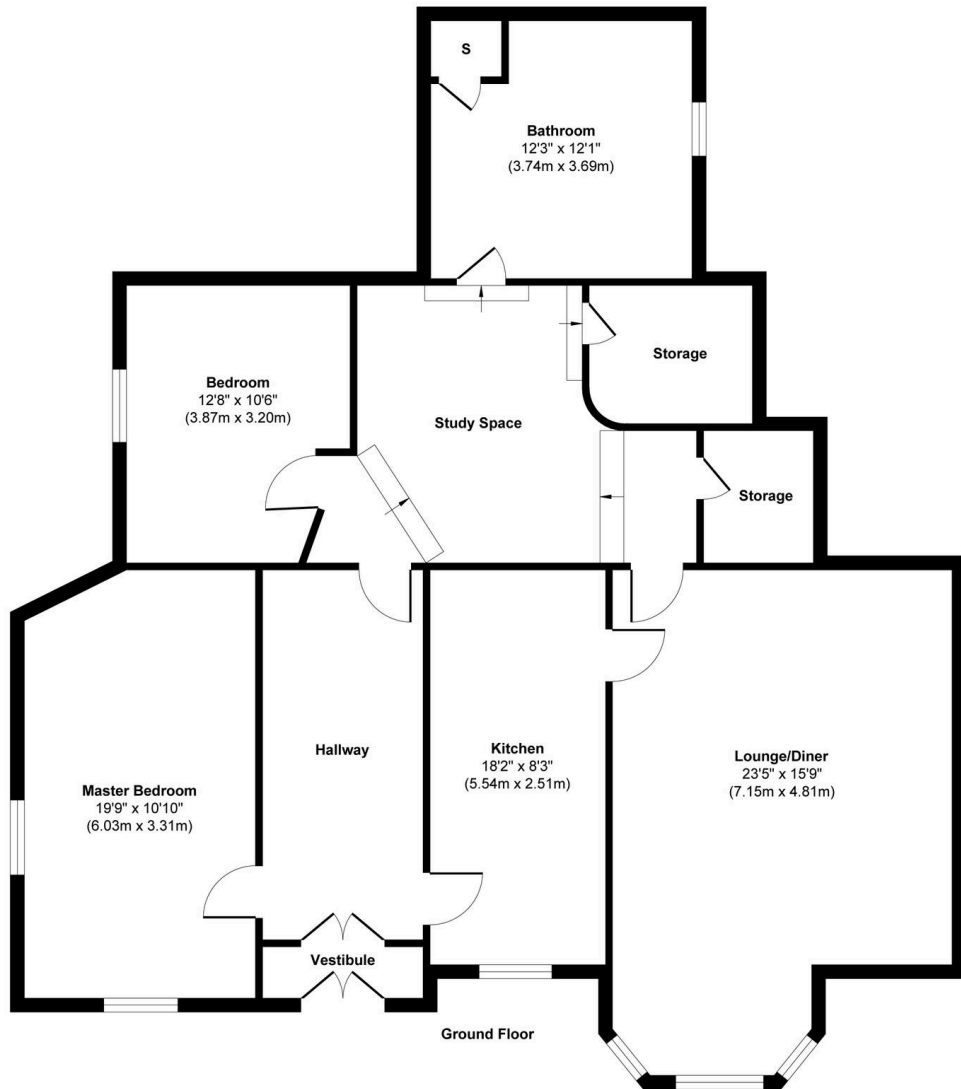 S
Bathroom
12'3" x 12'1"
(3.74m x 3.69m)
Bedroom
12'8" x 10'6"
(3.87m x 3.20m)
Storage
Study Space
Storage
Hallway
Kitchen
18'2" x 8'3"
(5.54m x 2.51m)
Lounge/Diner
23'5" x 15'9"
(7.15m x 4.81m)
Master Bedroom
19'9" x 10'10"
(6.03m x 3.31m)
Vestibule
Ground Floor